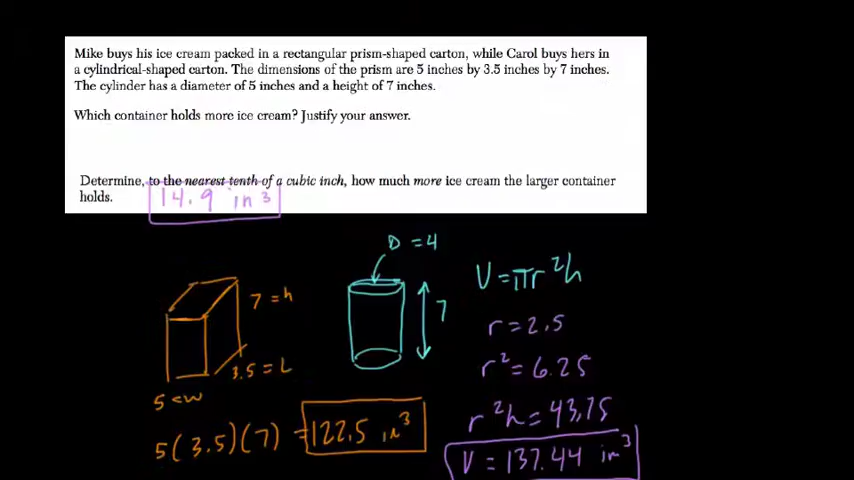 Mike buys his ice cream packed in a rectangular prism-shaped carton, while Carol buys hers in
a cylindrical-shaped carton. The dimensions of the prism are 5 inches by 3.5 inches by 7 inches.
The cylinder has a diameter of 5 inches and a height of 7 inches.
Which container holds more ice cream? Justify your answer.
Determine, to the nearest tenth of a cubic inch, how much more ice cream the larger container
holds.
14.9 in³
D = 4
7 = h
3.5 = L
5 = w
5(3.5)(7) = 122.5 in³
7
V = πr²h
r = 2.5
r² = 6.25
r²h = 43.75
V = 137.44 in³